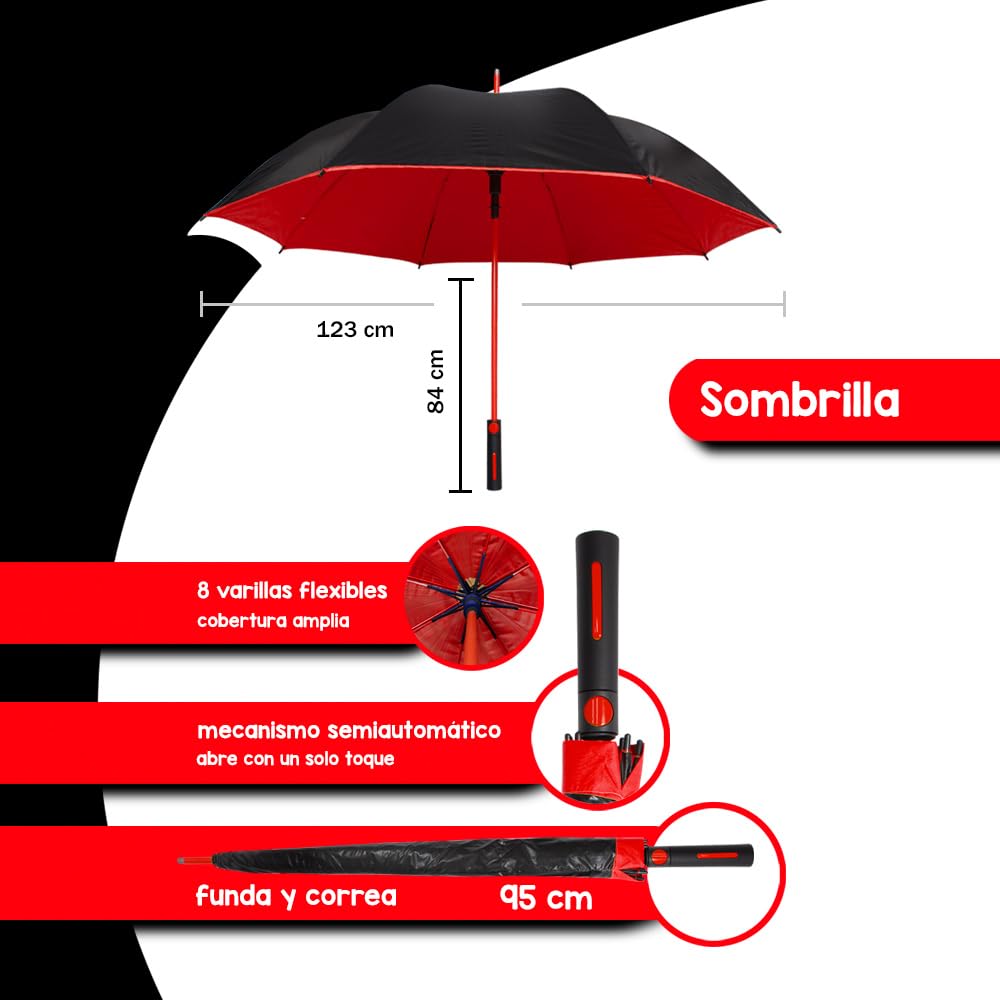 123 cm
84 cm
Sombrilla
8 varillas flexibles
cobertura amplia
mecanismo semiautomático
abre con un solo toque
funda y correa
95 cm